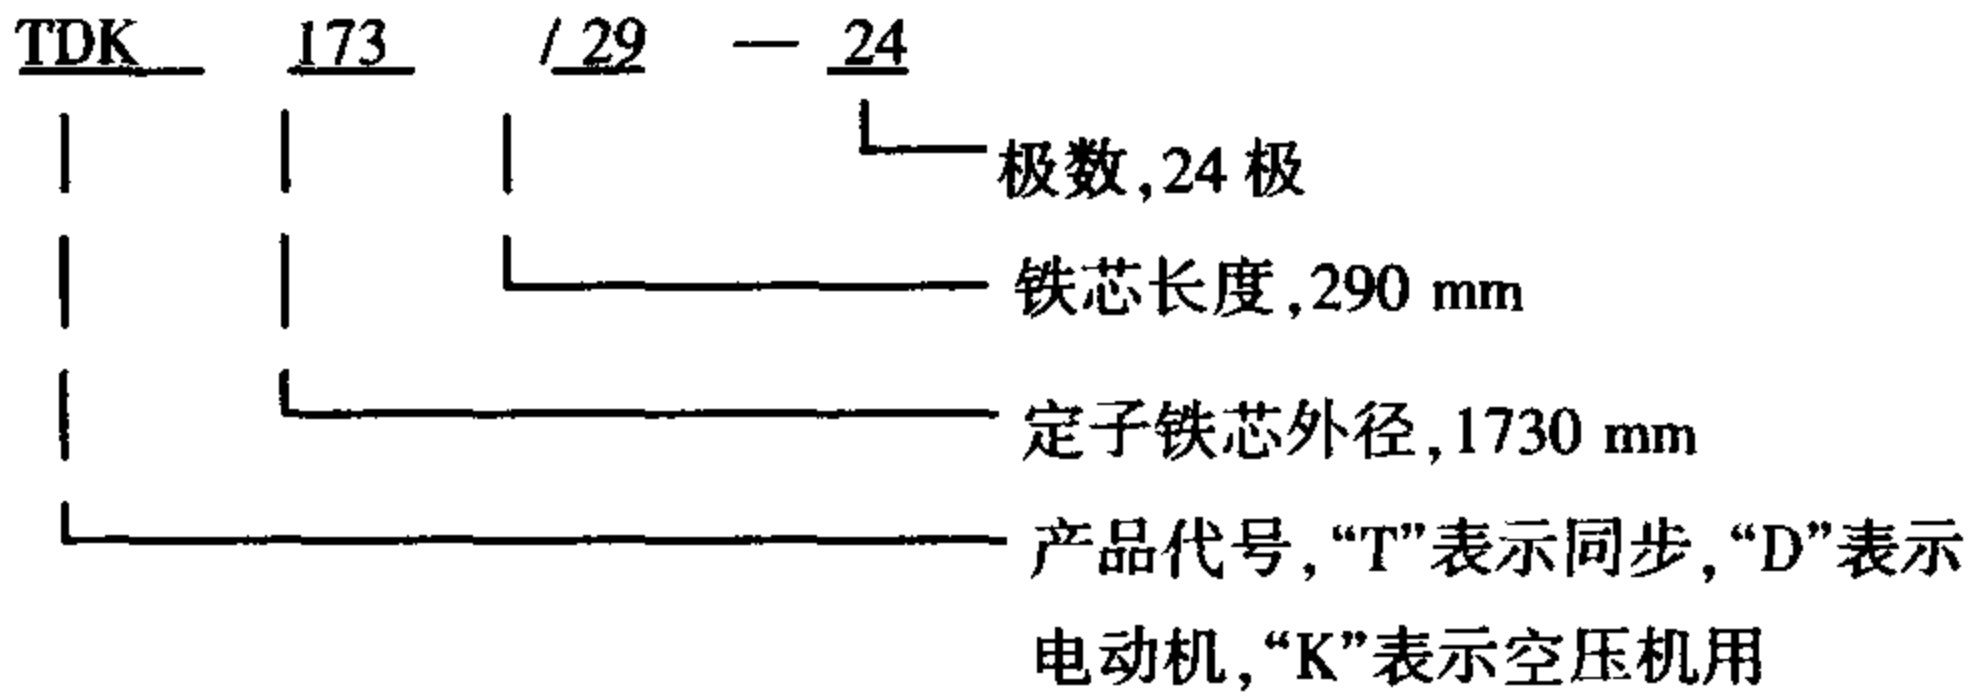 TDK 173 /29 — 24
极数,24 极
铁芯长度,290 mm
定子铁芯外径,1730 mm
产品代号,“T”表示同步,“D”表示
电动机,“K”表示空压机用